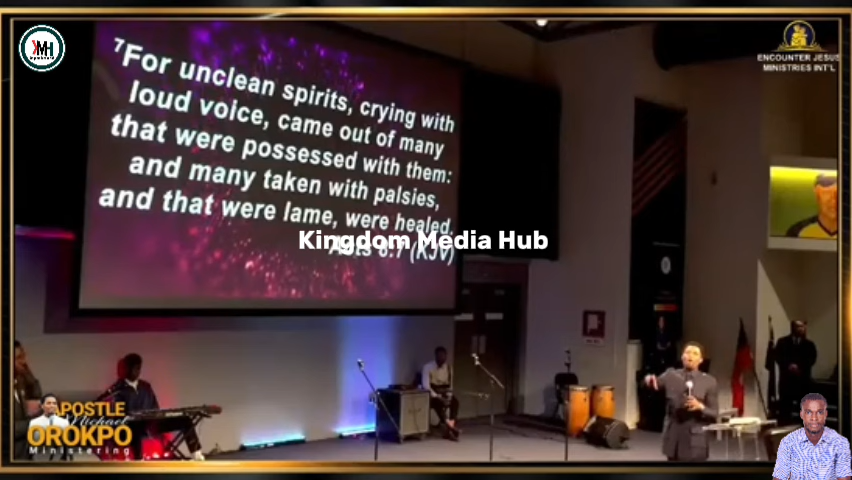 KMH
ENCOUNTER JESUS
MINISTRIES INT'L
⁷For unclean spirits, crying with
loud voice, came out of many
that were possessed with them:
and many taken with palsies,
and that were lame, were healed.
Acts 8:7 (KJV)
Kingdom Media Hub
APOSTLE
Michael
OROKPO
Ministering